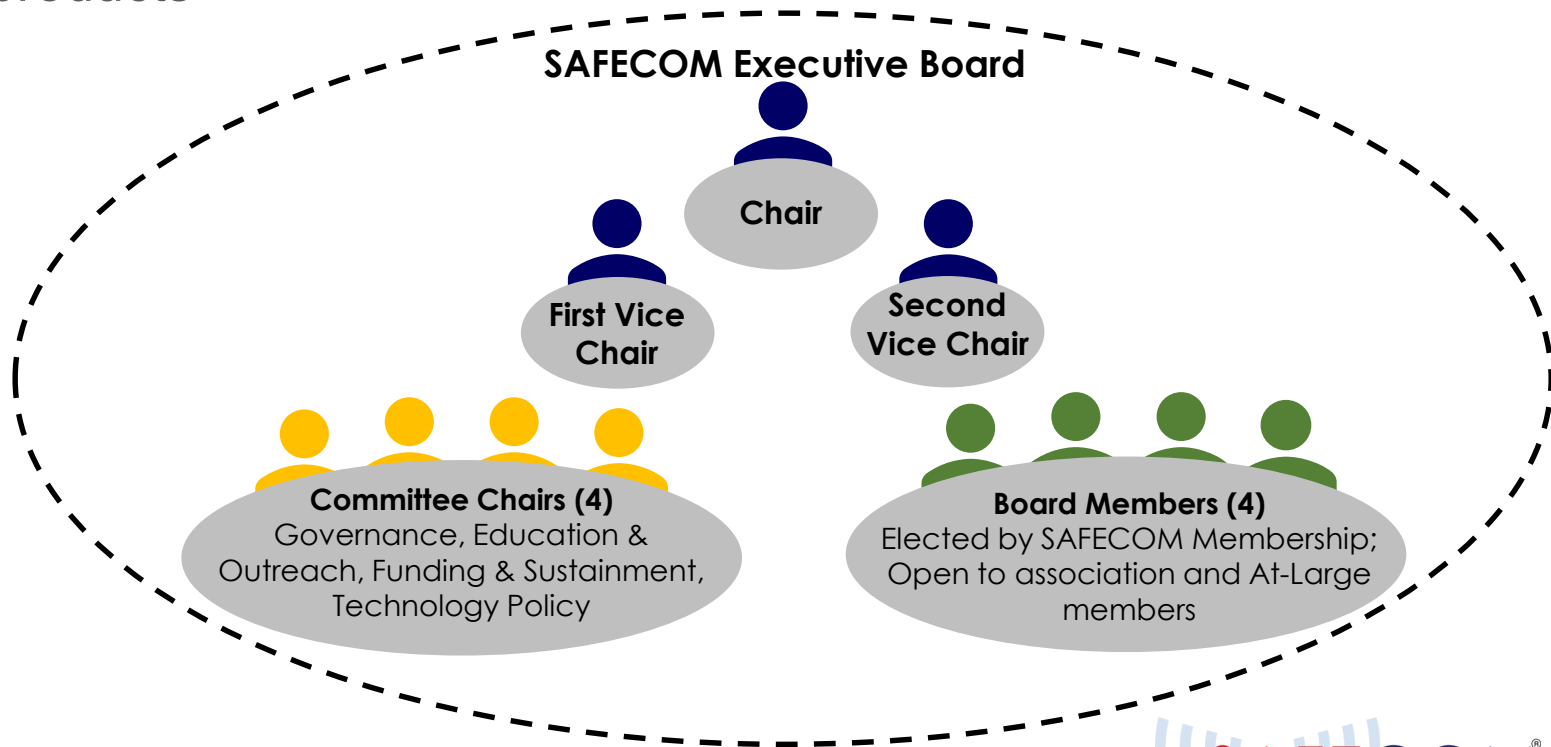 SAFECOM Executive Board
Chair
First Vice
Chair
Second
Vice Chair
Committee Chairs (4)
Governance, Education &
Outreach, Funding & Sustainment,
Technology Policy
Board Members (4)
Elected by SAFECOM Membership;
Open to association and At-Large
members